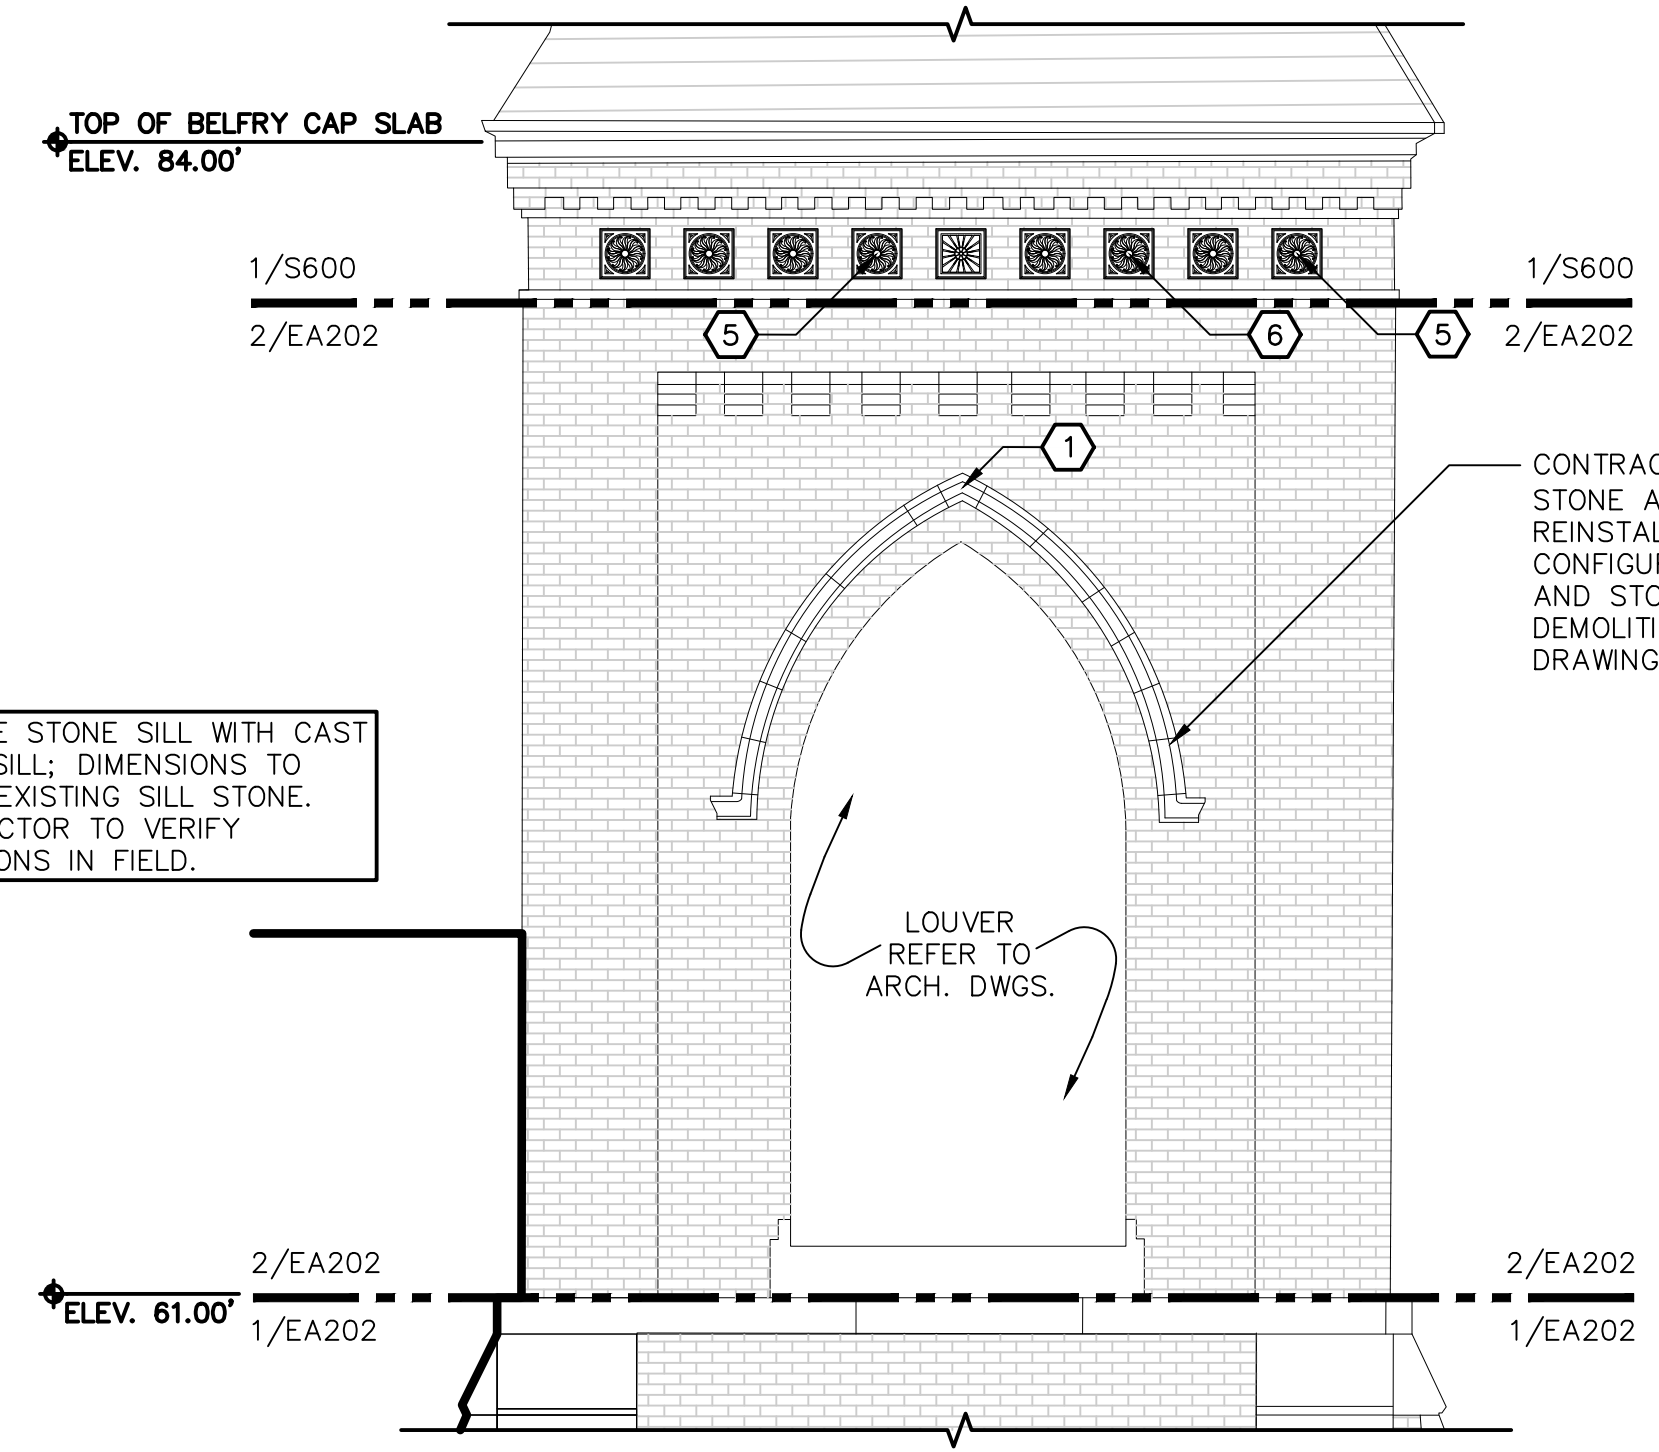 TOP OF BELFRY CAP SLAB
ELEV. 84.00'
1/S600
2/EA202
1/S600
2/EA202
5
6
5
1
CONTRAC
STONE A
REINSTAL
CONFIGU
AND STO
DEMOLITI
DRAWING
E STONE SILL WITH CAST
SILL; DIMENSIONS TO
EXISTING SILL STONE.
CTOR TO VERIFY
ONS IN FIELD.
LOUVER
REFER TO
ARCH. DWGS.
2/EA202
ELEV. 61.00'
1/EA202
2/EA202
1/EA202